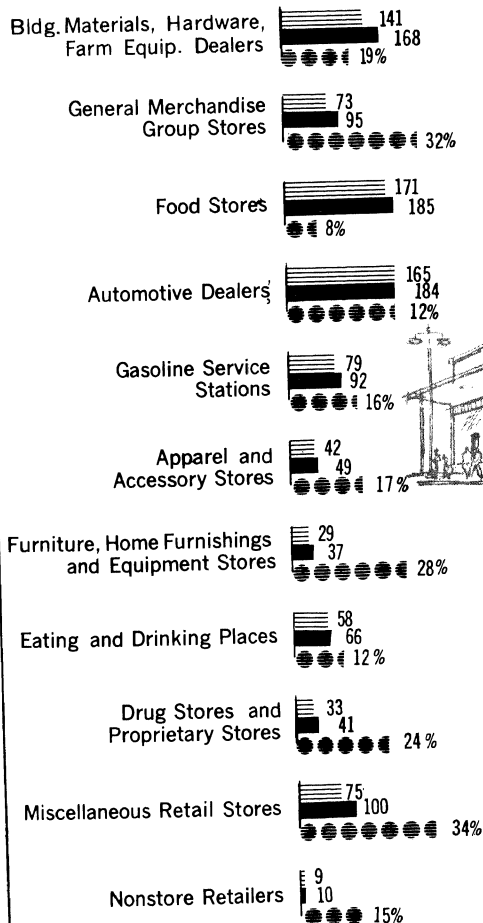 Bldg. Materials, Hardware,
Farm Equip. Dealers
141
168
19%
General Merchandise
Group Stores
73
95
32%
Food Stores
171
185
8%
Automotive Dealers
165
184
12%
Gasoline Service
Stations
79
92
16%
Apparel and
Accessory Stores
42
49
17%
Furniture, Home Furnishings
and Equipment Stores
29
37
28%
Eating and Drinking Places
58
66
12%
Drug Stores and
Proprietary Stores
33
41
24%
Miscellaneous Retail Stores
75
100
34%
Nonstore Retailers
9
10
15%